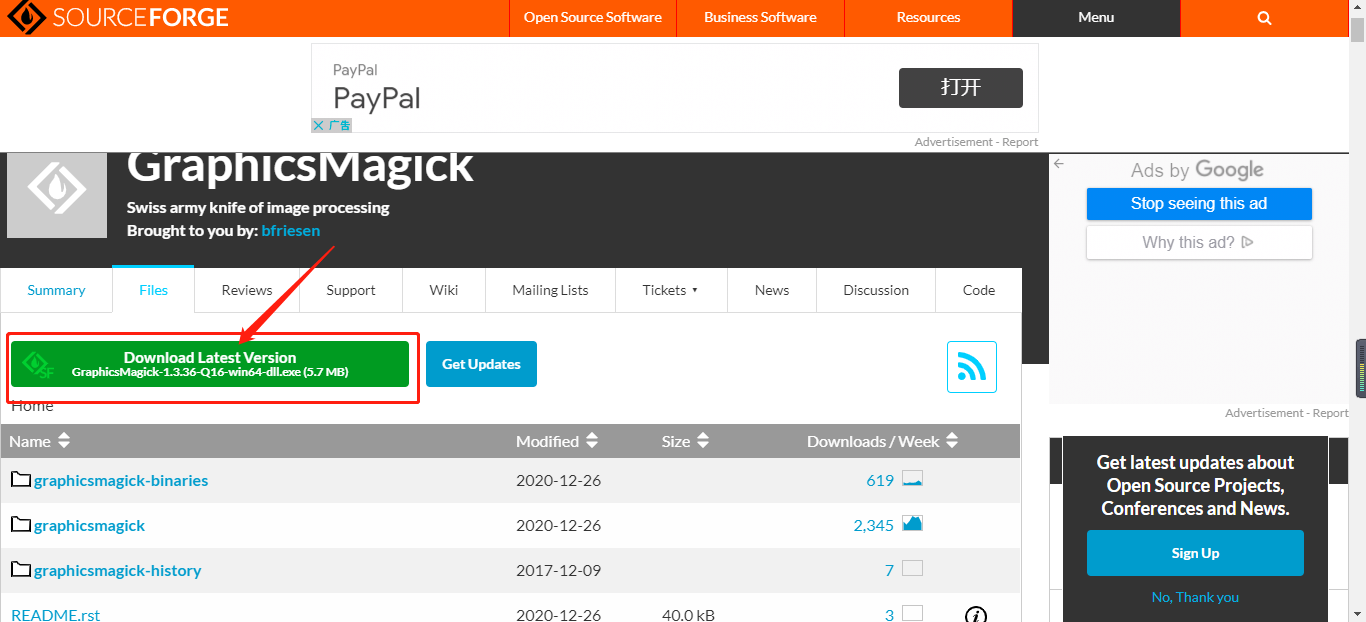 SOURCEFORGE
Open Source Software
Business Software
Resources
Menu
PayPal
PayPal
打开
广告
Advertisement - Report
GraphicsMagick
Swiss army knife of image processing
Brought to you by: bfriesen
Ads by Google
Stop seeing this ad
Why this ad?
Summary
Files
Reviews
Support
Wiki
Mailing Lists
Tickets
News
Discussion
Code
Download Latest Version
GraphicsMagick-1.3.36-Q16-win64-dll.exe (5.7 MB)
SF
Get Updates
Home
Advertisement - Report
Name Modified Size Downloads / Week
graphicsmagick-binaries 2020-12-26 619
graphicsmagick 2020-12-26 2,345
graphicsmagick-history 2017-12-09 7
README.rst 2020-12-26 40.0 kB 3
Get latest updates about
Open Source Projects,
Conferences and News.
Sign Up
No, Thank you